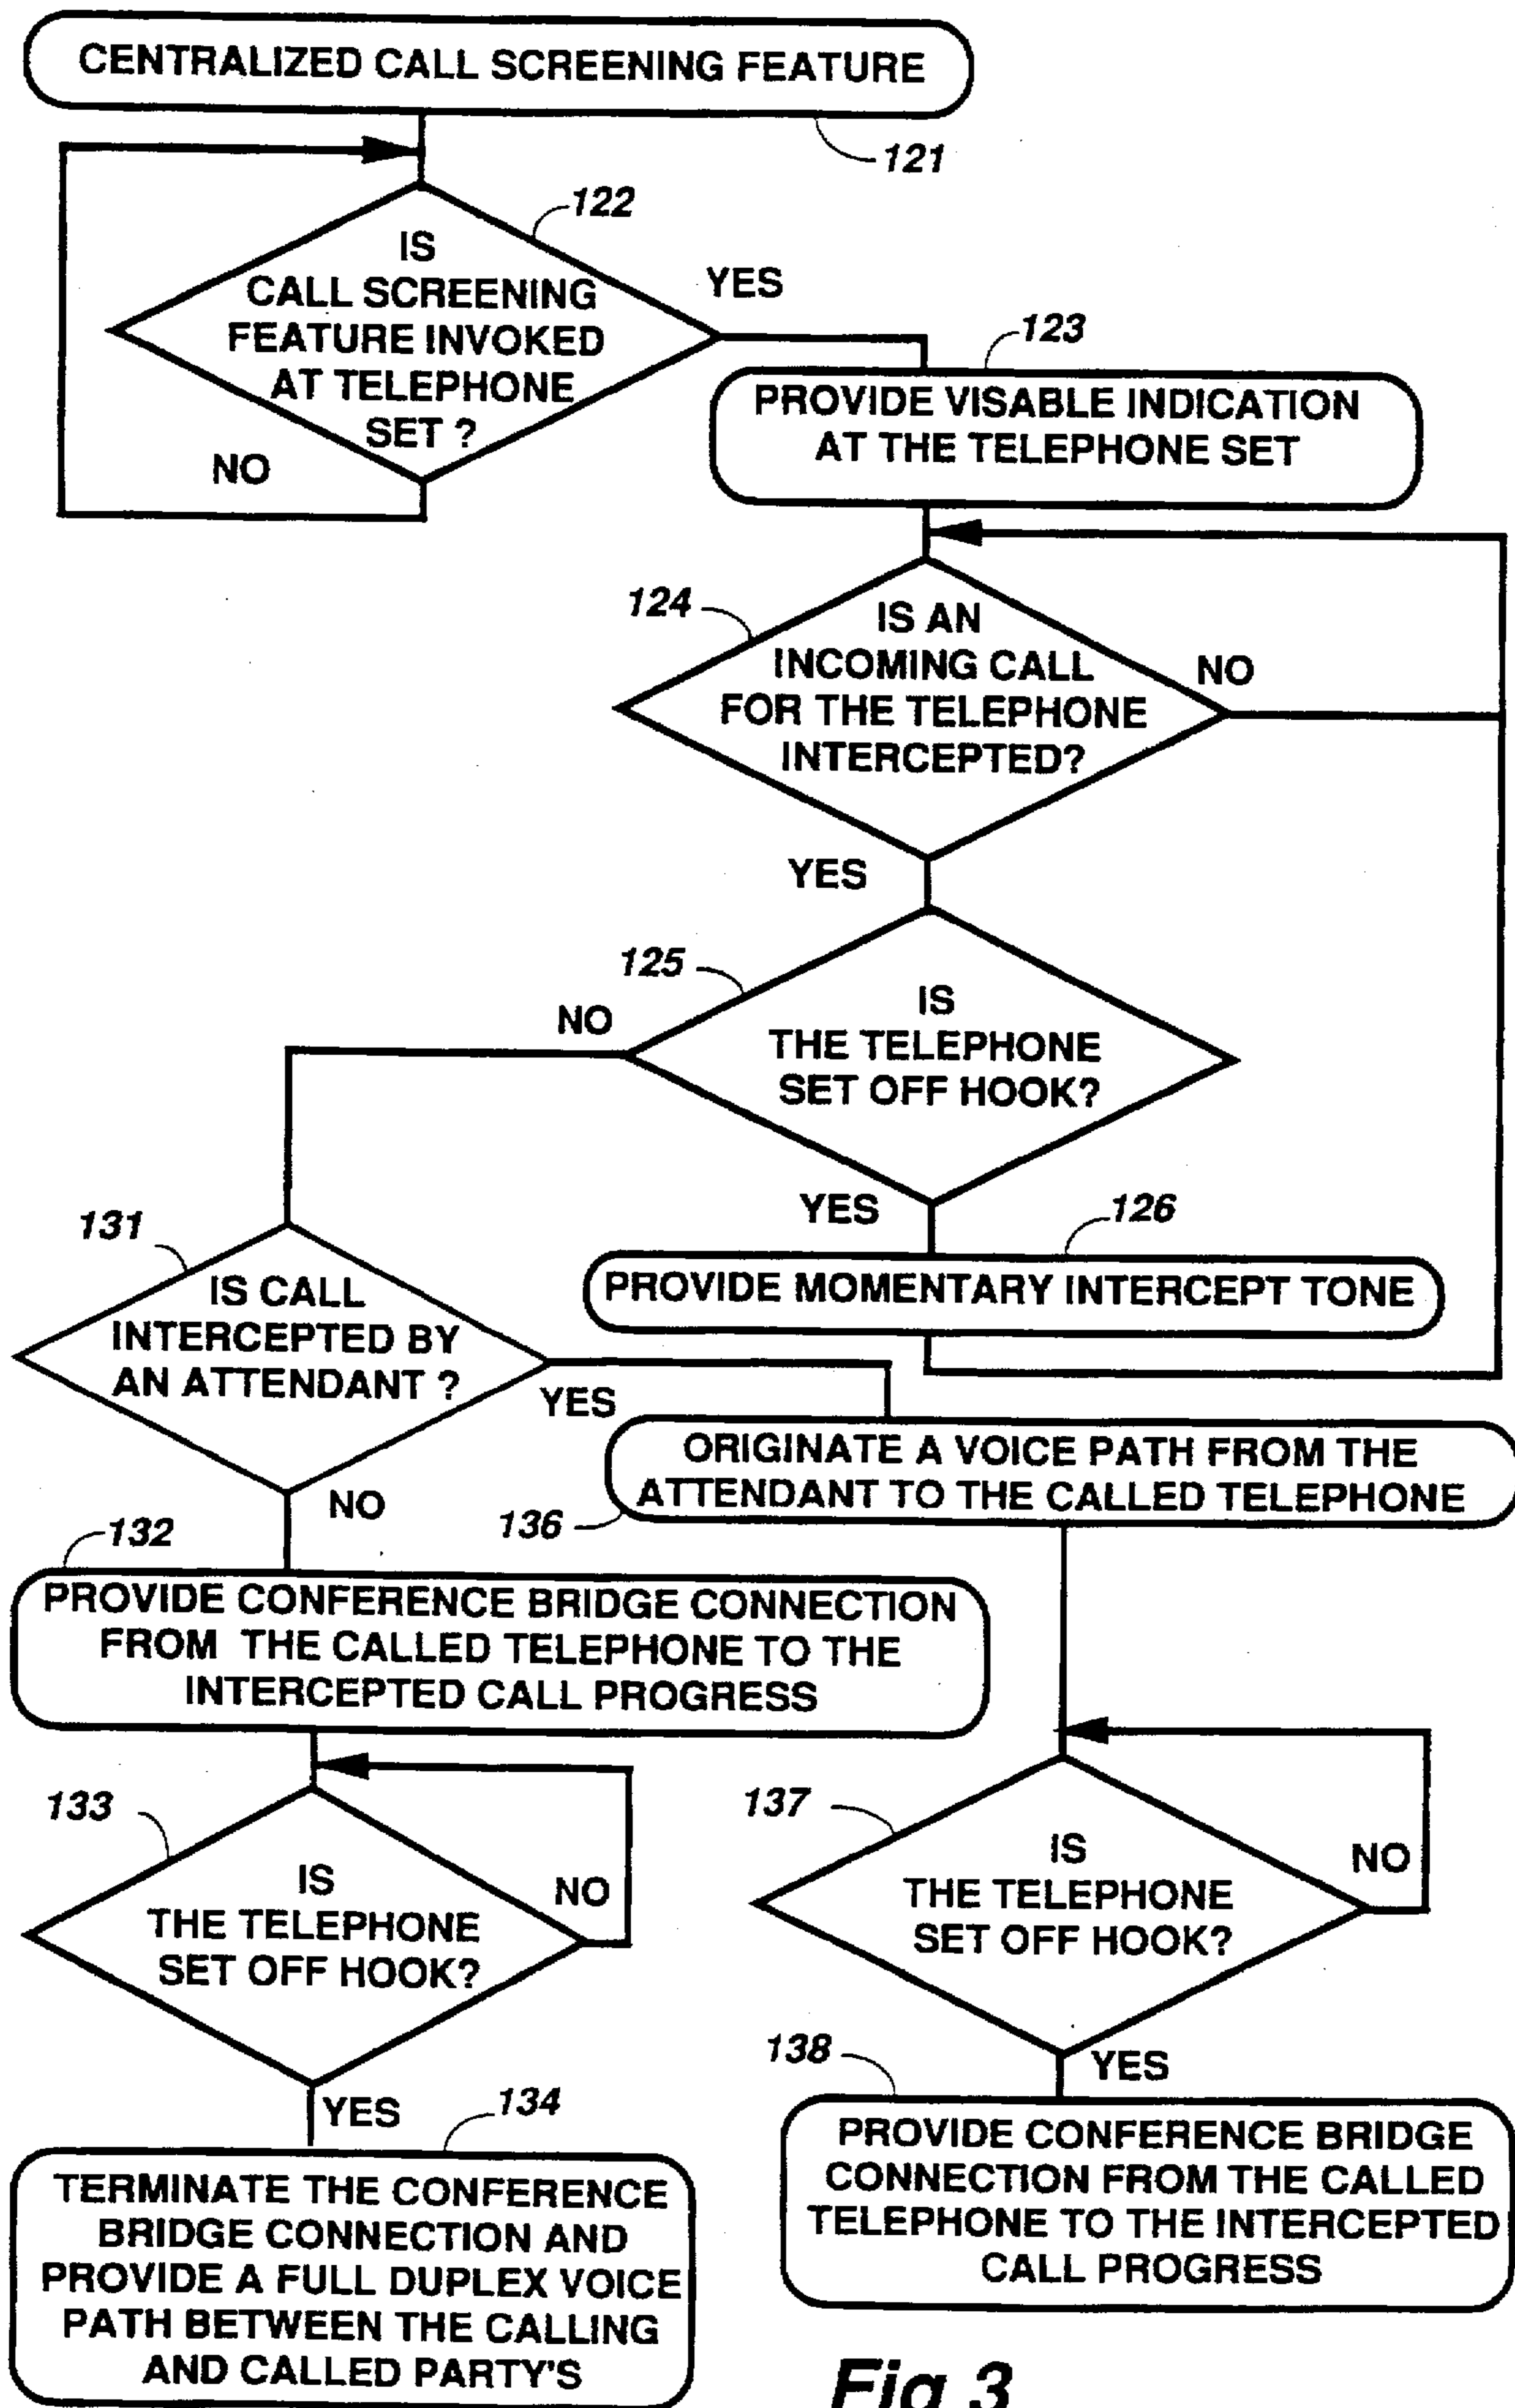 CENTRALIZED CALL SCREENING FEATURE
121
122
IS
CALL SCREENING
FEATURE INVOKED
AT TELEPHONE
SET ?
YES
NO
123
PROVIDE VISABLE INDICATION
AT THE TELEPHONE SET
124
IS AN
INCOMING CALL
FOR THE TELEPHONE
INTERCEPTED?
NO
YES
125
IS
THE TELEPHONE
SET OFF HOOK?
NO
YES
126
PROVIDE MOMENTARY INTERCEPT TONE
131
IS CALL
INTERCEPTED BY
AN ATTENDANT ?
YES
NO
ORIGINATE A VOICE PATH FROM THE
ATTENDANT TO THE CALLED TELEPHONE
136
132
PROVIDE CONFERENCE BRIDGE CONNECTION
FROM THE CALLED TELEPHONE TO THE
INTERCEPTED CALL PROGRESS
133
IS
THE TELEPHONE
SET OFF HOOK?
NO
YES
134
TERMINATE THE CONFERENCE
BRIDGE CONNECTION AND
PROVIDE A FULL DUPLEX VOICE
PATH BETWEEN THE CALLING
AND CALLED PARTY'S
137
IS
THE TELEPHONE
SET OFF HOOK?
NO
YES
138
PROVIDE CONFERENCE BRIDGE
CONNECTION FROM THE CALLED
TELEPHONE TO THE INTERCEPTED
CALL PROGRESS
Fig 3